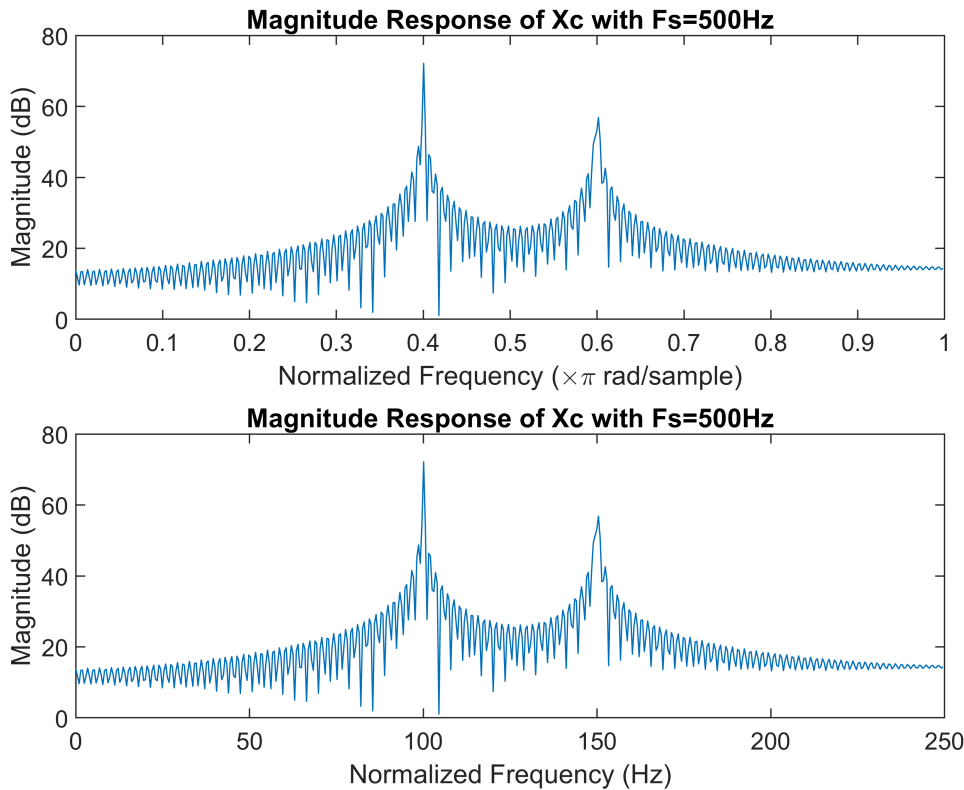 Magnitude Response of Xc with Fs=500Hz
Magnitude (dB)
80
60
40
20
0
0 0.1 0.2 0.3 0.4 0.5 0.6 0.7 0.8 0.9 1
Normalized Frequency (×π rad/sample)
Magnitude Response of Xc with Fs=500Hz
Magnitude (dB)
80
60
40
20
0
0 50 100 150 200 250
Normalized Frequency (Hz)